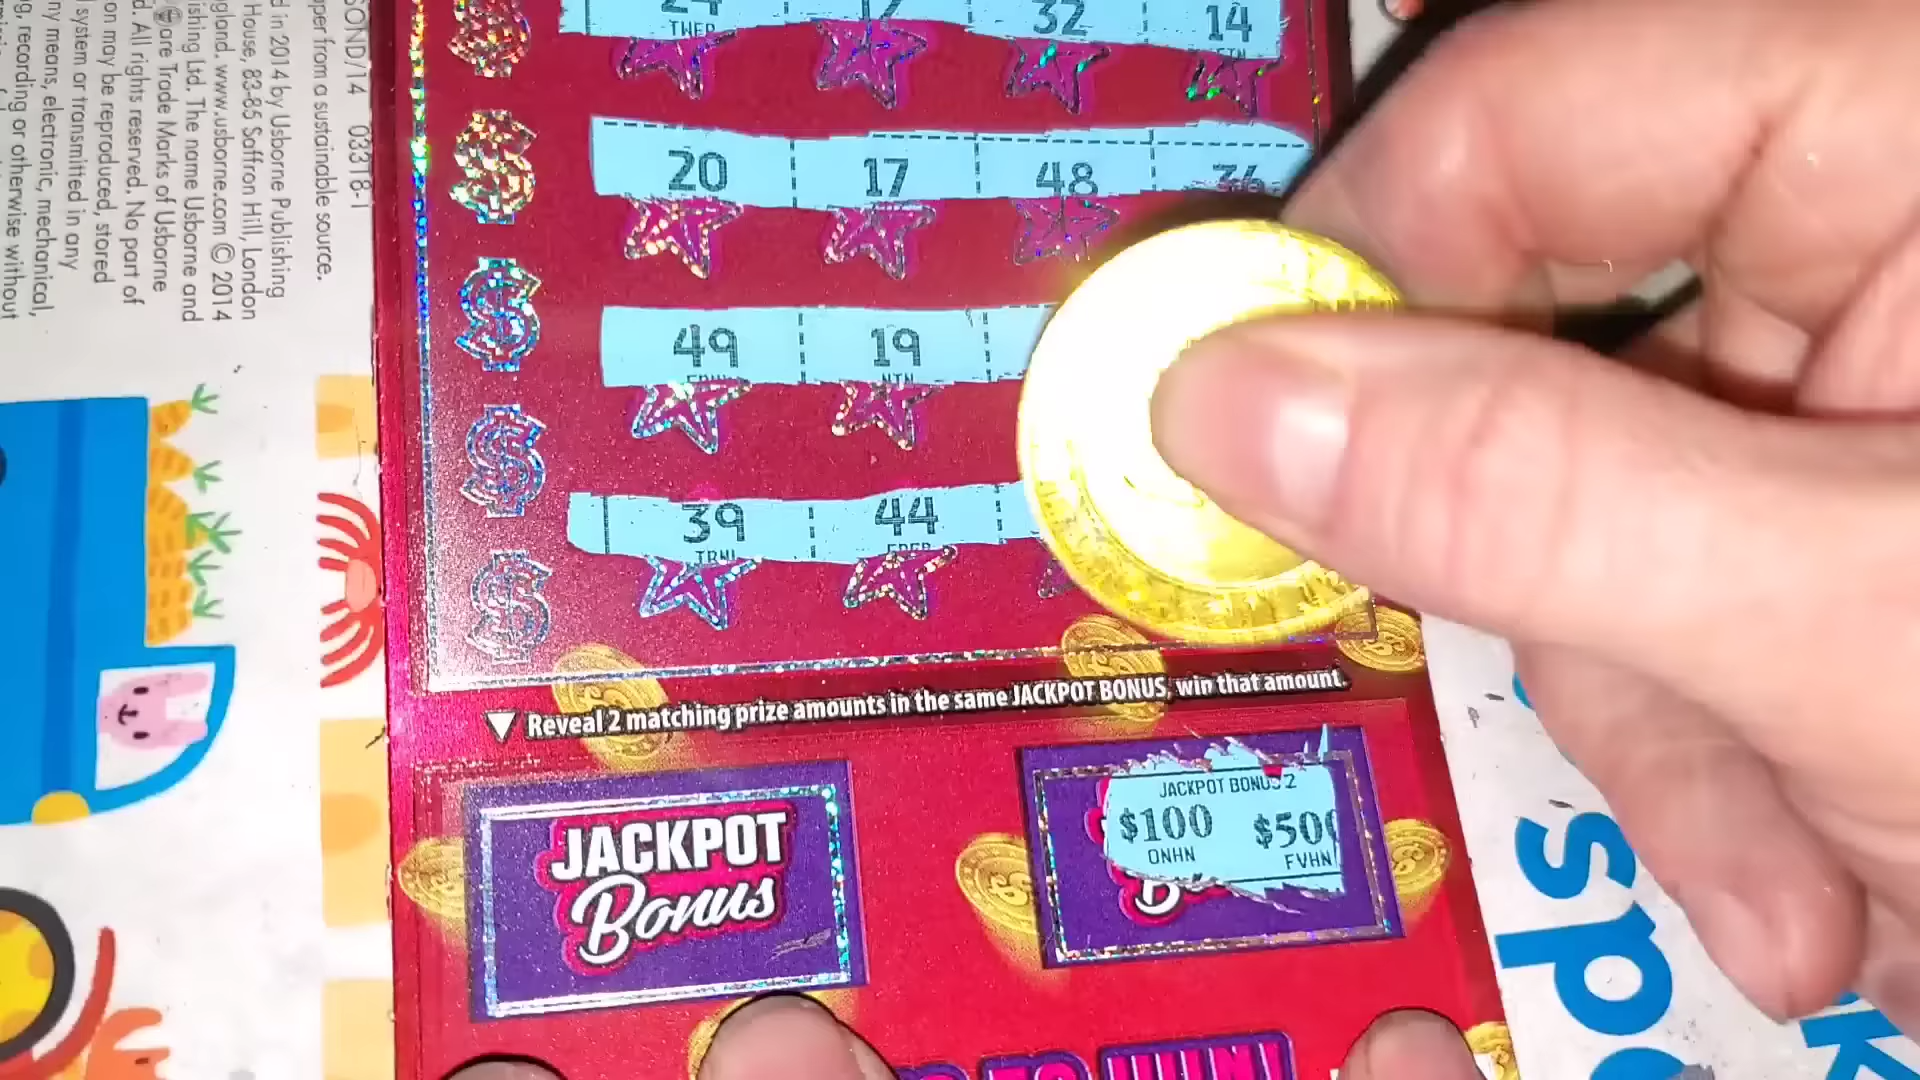 32 14
20 17 48 36
49 19
NTN
39 44
Reveal 2 matching prize amounts in the same JACKPOT BONUS, win that amount.
JACKPOT
Bonus
JACKPOT BONUS 2
$100 $500
ONHN FVHN
SOND/14 03318-1
per from a sustainable source.
d in 2014 by Usborne Publishing
House, 83-85 Saffron Hill, London
gland. www.usborne.com © 2014
ishing Ltd. The name Usborne and
are Trade Marks of Usborne
d. All rights reserved. No part of
on may be reproduced, stored
system or transmitted in any
ny means, electronic, mechanical,
g, recording or otherwise without